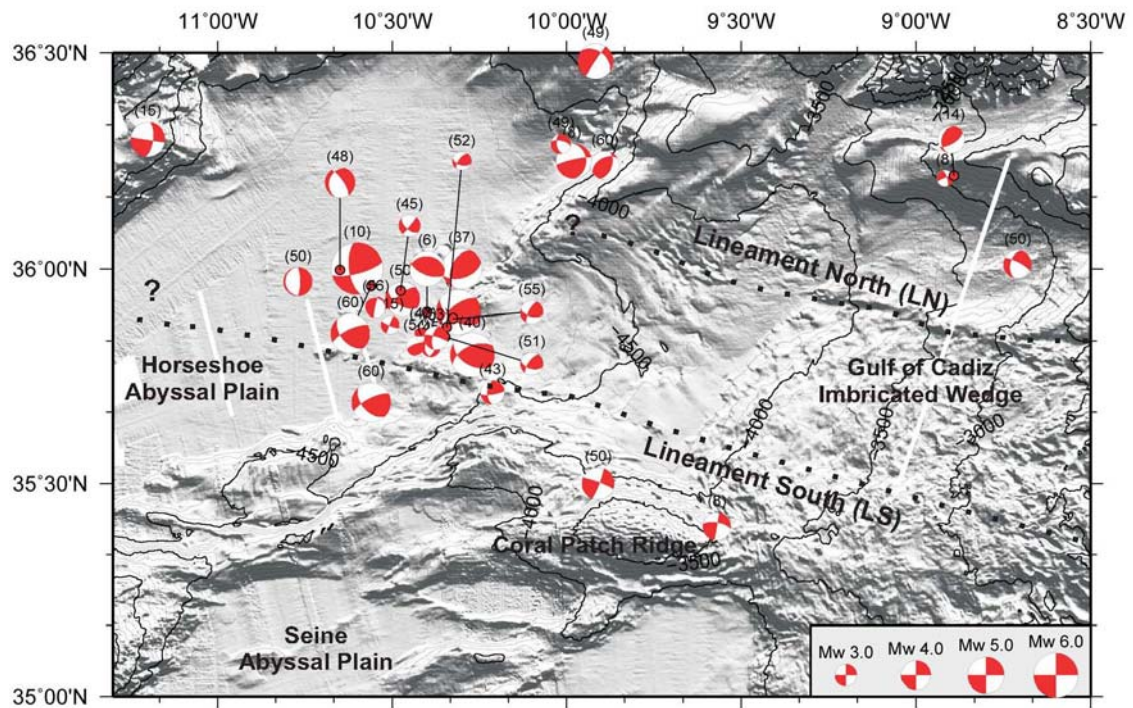 11°00'W 10°30'W 10°00'W 9°30'W 9°00'W 8°30'W
36°30'N
36°00'N
35°30'N
35°00'N
(49)
(15)
(52)
(49)
(60)
(14)
(8)
(48)
(45)
-4000
-3500
?
(10)
(6)
(37)
Lineament North (LN)
(50)
(50)
(50
?
(60)
(55)
(40)
(51)
-4500
(43)
Horseshoe
Abyssal Plain
Gulf of Cadiz
Imbricated Wedge
(60)
-4000
-3500
-3000
-4500
(50)
Lineament South (LS)
(8)
-4000
Coral Patch Ridge
-3500
Seine
Abyssal Plain
Mw 3.0 Mw 4.0 Mw 5.0 Mw 6.0